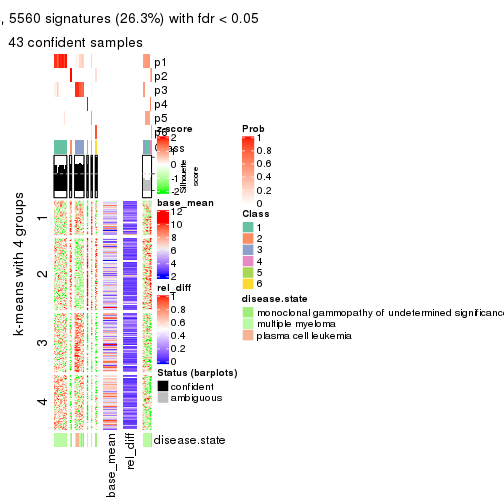 , 5560 signatures (26.3%) with fdr < 0.05
43 confident samples
p1
p2
p3
p4
p5
z-score
2
1
0
-1
-2
Silhouette
score
base_mean
12
10
8
6
4
2
rel_diff
1
0.8
0.6
0.4
0.2
0
Status (barplots)
confident
ambiguous
Prob
1
0.8
0.6
0.4
0.2
0
Class
1
2
3
4
5
6
disease.state
monoclonal gammopathy of undetermined significance
multiple myeloma
plasma cell leukemia
k-means with 4 groups
1
2
3
4
disease.state
base_mean
rel_diff